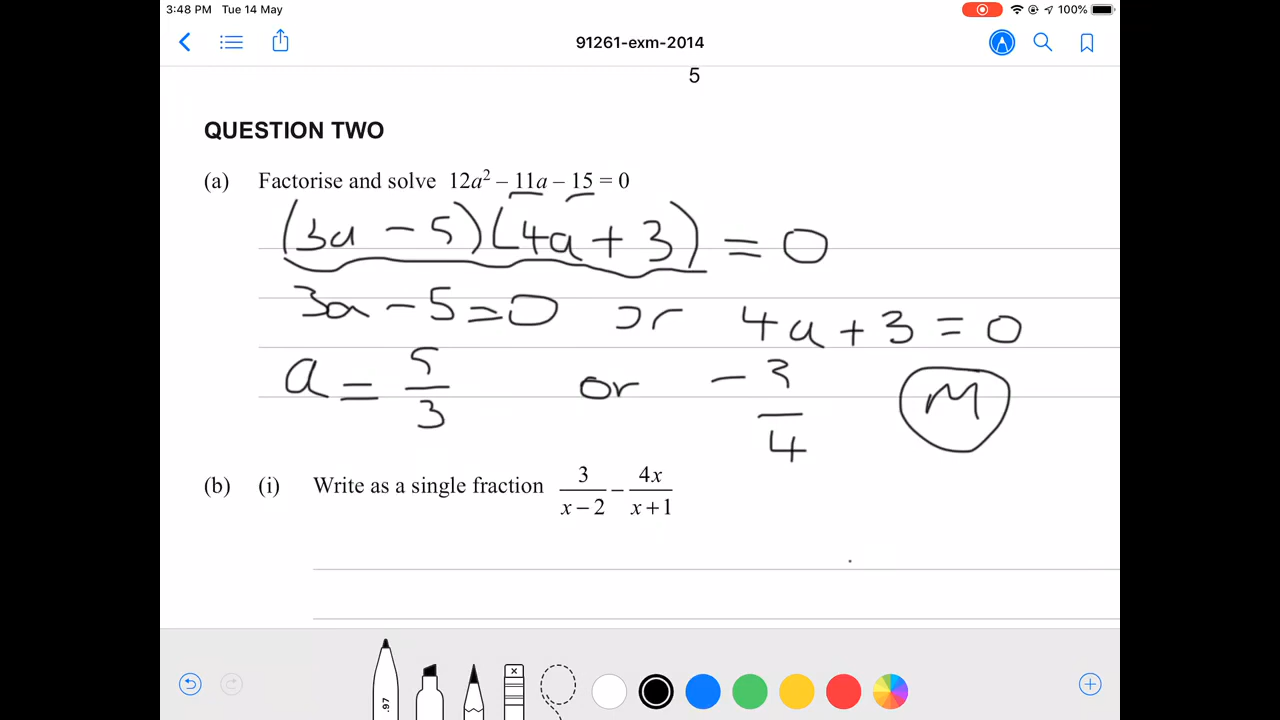 3:48 PM Tue 14 May 100%
91261-exm-2014
5
QUESTION TWO
(a) Factorise and solve 12a² – 11a – 15 = 0
(3a – 5)(4a + 3) = 0
3a – 5 = 0 or 4a + 3 = 0
a = 5/3 or –3/4 M
(b) (i) Write as a single fraction 3/(x – 2) – 4x/(x + 1)
.97